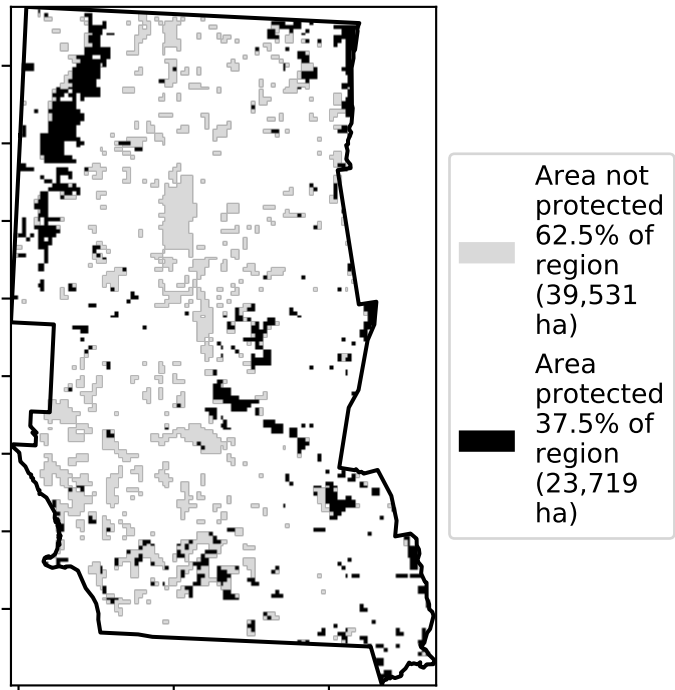 Area not
protected
62.5% of
region
(39,531
ha)
Area
protected
37.5% of
region
(23,719
ha)